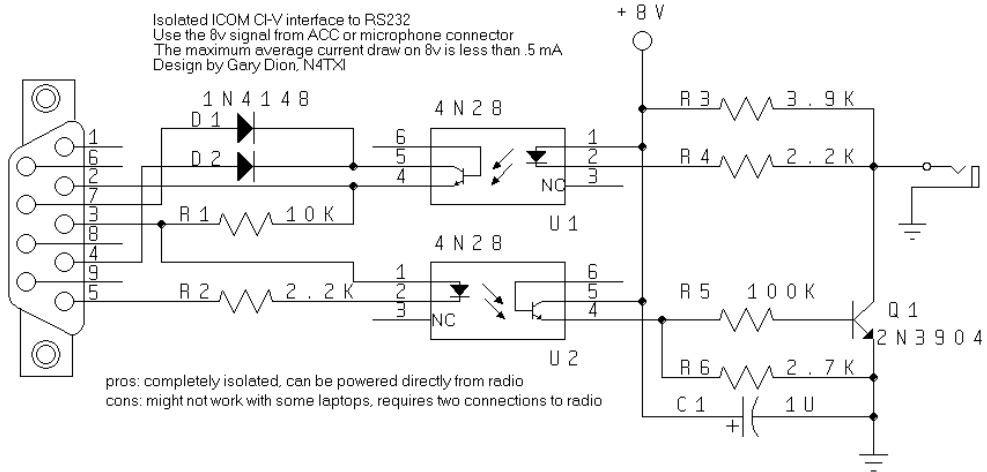 + 8 V
Isolated ICOM CI-V interface to RS232
Use the 8v signal from ACC or microphone connector
The maximum average current draw on 8v is less than .5 mA
Design by Gary Dion, N4TXI
1N4148
D1
D2
4N28
6
5
4
1
2
3
NC
U1
R3 3.9K
R4 2.2K
1
6
2
7
3
8
4
9
5
R1 10K
R2 2.2K
4N28
1
2
3
NC
6
5
4
U2
R5 100K
Q1
2N3904
R6 2.7K
C1 1U
+
pros: completely isolated, can be powered directly from radio
cons: might not work with some laptops, requires two connections to radio